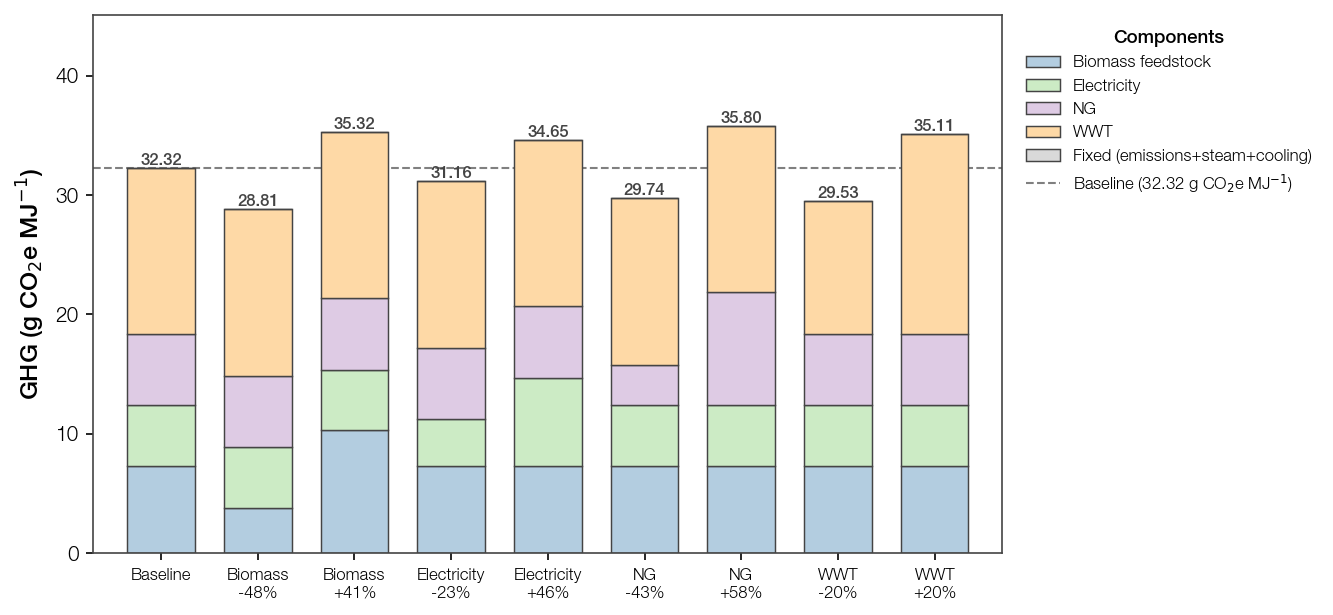 GHG (g CO₂e MJ⁻¹)
40
30
20
10
0
32.32
28.81
35.32
31.16
34.65
29.74
35.80
29.53
35.11
Baseline
Biomass
-48%
Biomass
+41%
Electricity
-23%
Electricity
+46%
NG
-43%
NG
+58%
WWT
-20%
WWT
+20%
Components
Biomass feedstock
Electricity
NG
WWT
Fixed (emissions+steam+cooling)
Baseline (32.32 g CO₂e MJ⁻¹)